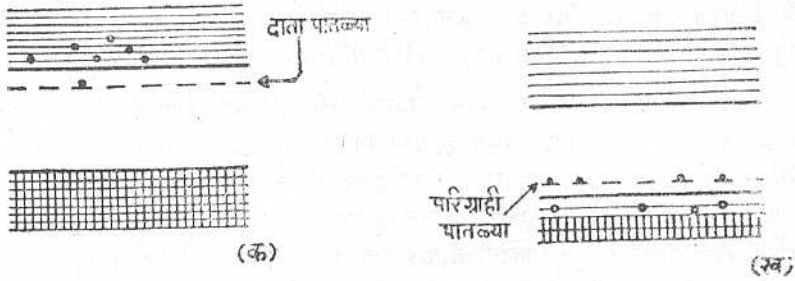 दाता पातळ्या
परिग्राही
पातळ्या
(क)
(ख)